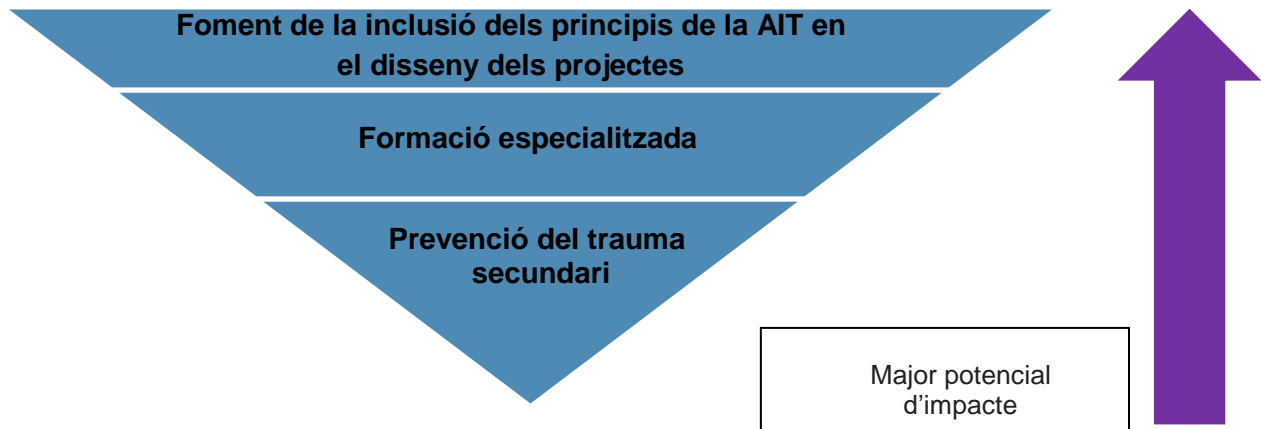 Foment de la inclusió dels principis de la AIT en
el disseny dels projectes
Formació especialitzada
Prevenció del trauma
secundari
Major potencial
d’impacte